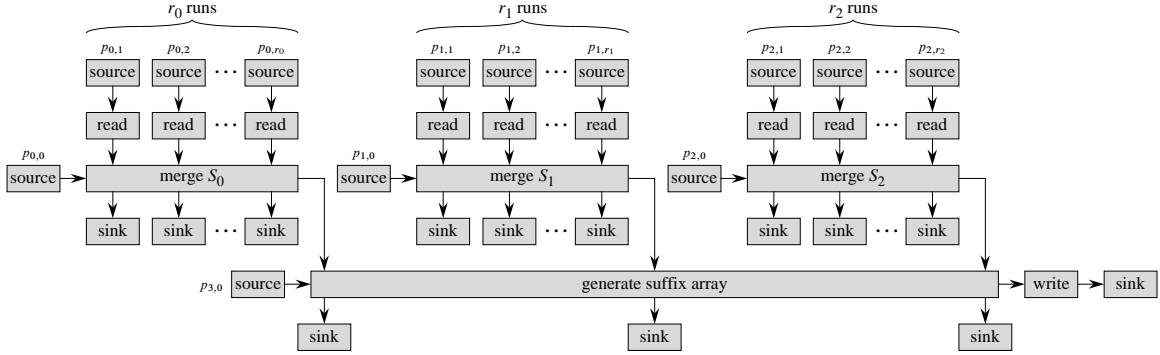 r0 runs r1 runs r2 runs
p0,1 p0,2 p0,r0 p1,1 p1,2 p1,r1 p2,1 p2,2 p2,r2
source source ··· source source source ··· source source source ··· source
read read ··· read read read ··· read read read ··· read
p0,0 p1,0 p2,0
source merge S0 source merge S1 source merge S2
sink sink ··· sink sink sink ··· sink sink sink ··· sink
p3,0 source generate suffix array write sink
sink sink sink